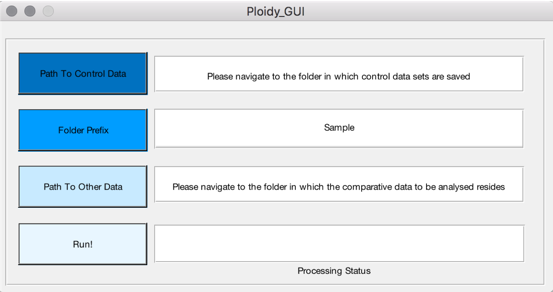 Ploidy_GUI
Path To Control Data
Please navigate to the folder in which control data sets are saved
Folder Prefix
Sample
Path To Other Data
Please navigate to the folder in which the comparative data to be analysed resides
Run!
Processing Status